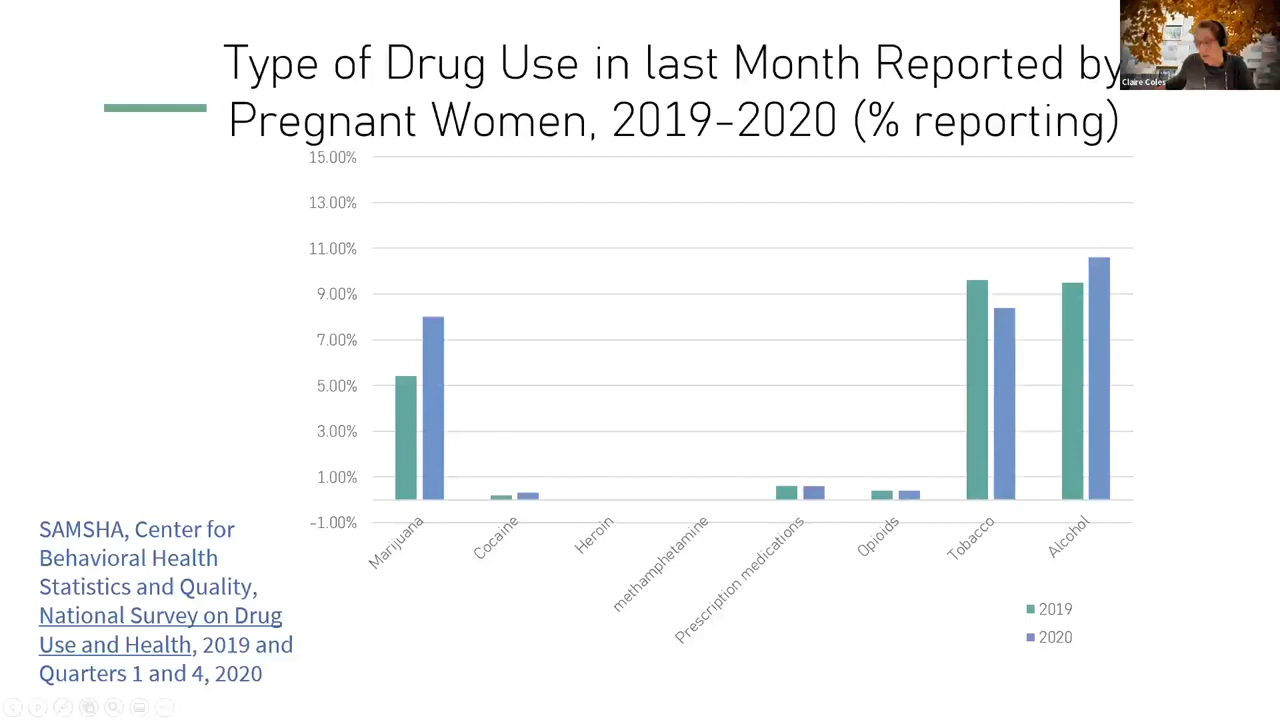 Type of Drug Use in last Month Reported by
Pregnant Women, 2019-2020 (% reporting)
Claire Coles
15.00%
13.00%
11.00%
9.00%
7.00%
5.00%
3.00%
1.00%
-1.00%
Marijuana
Cocaine
Heroin
methamphetamine
Prescription medications
Opioids
Tobacco
Alcohol
2019
2020
SAMSHA, Center for
Behavioral Health
Statistics and Quality,
National Survey on Drug
Use and Health, 2019 and
Quarters 1 and 4, 2020